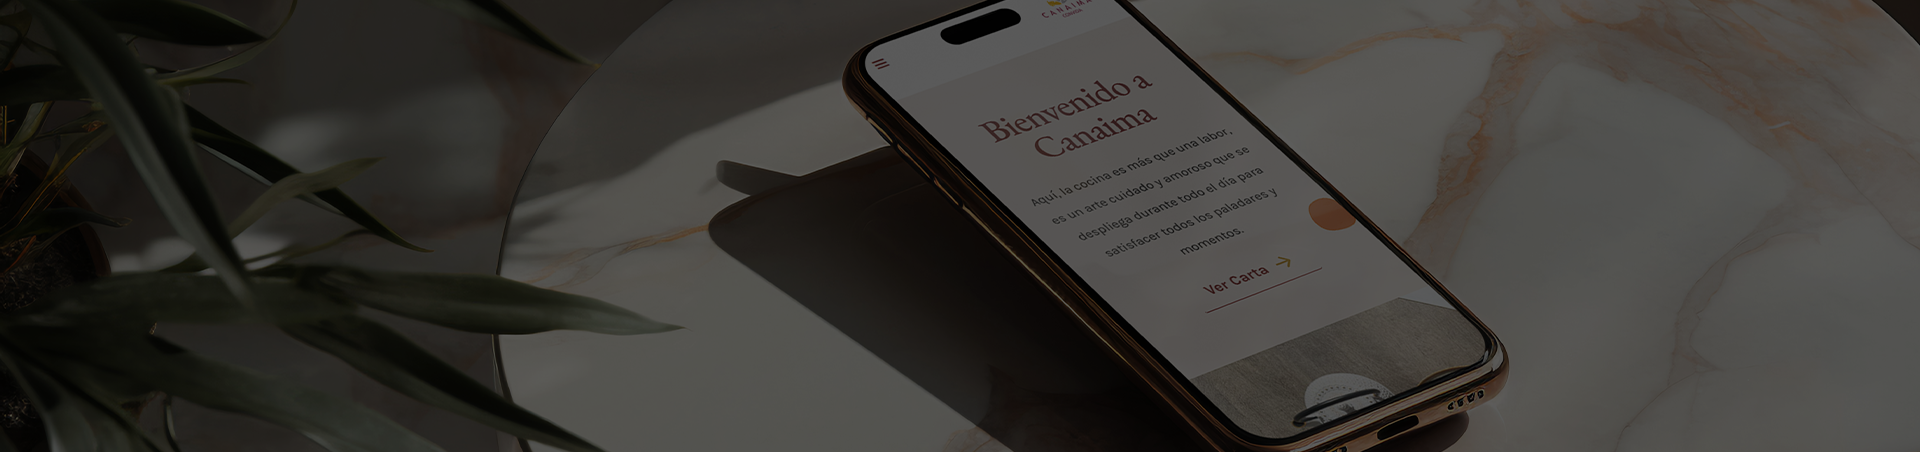 CANAIMA
Bienvenido a
Canaima
Aquí, la cocina es más que una labor,
es un arte cuidado y amoroso que se
despliega durante todo el día para
satisfacer todos los paladares y
momentos.
Ver Carta →